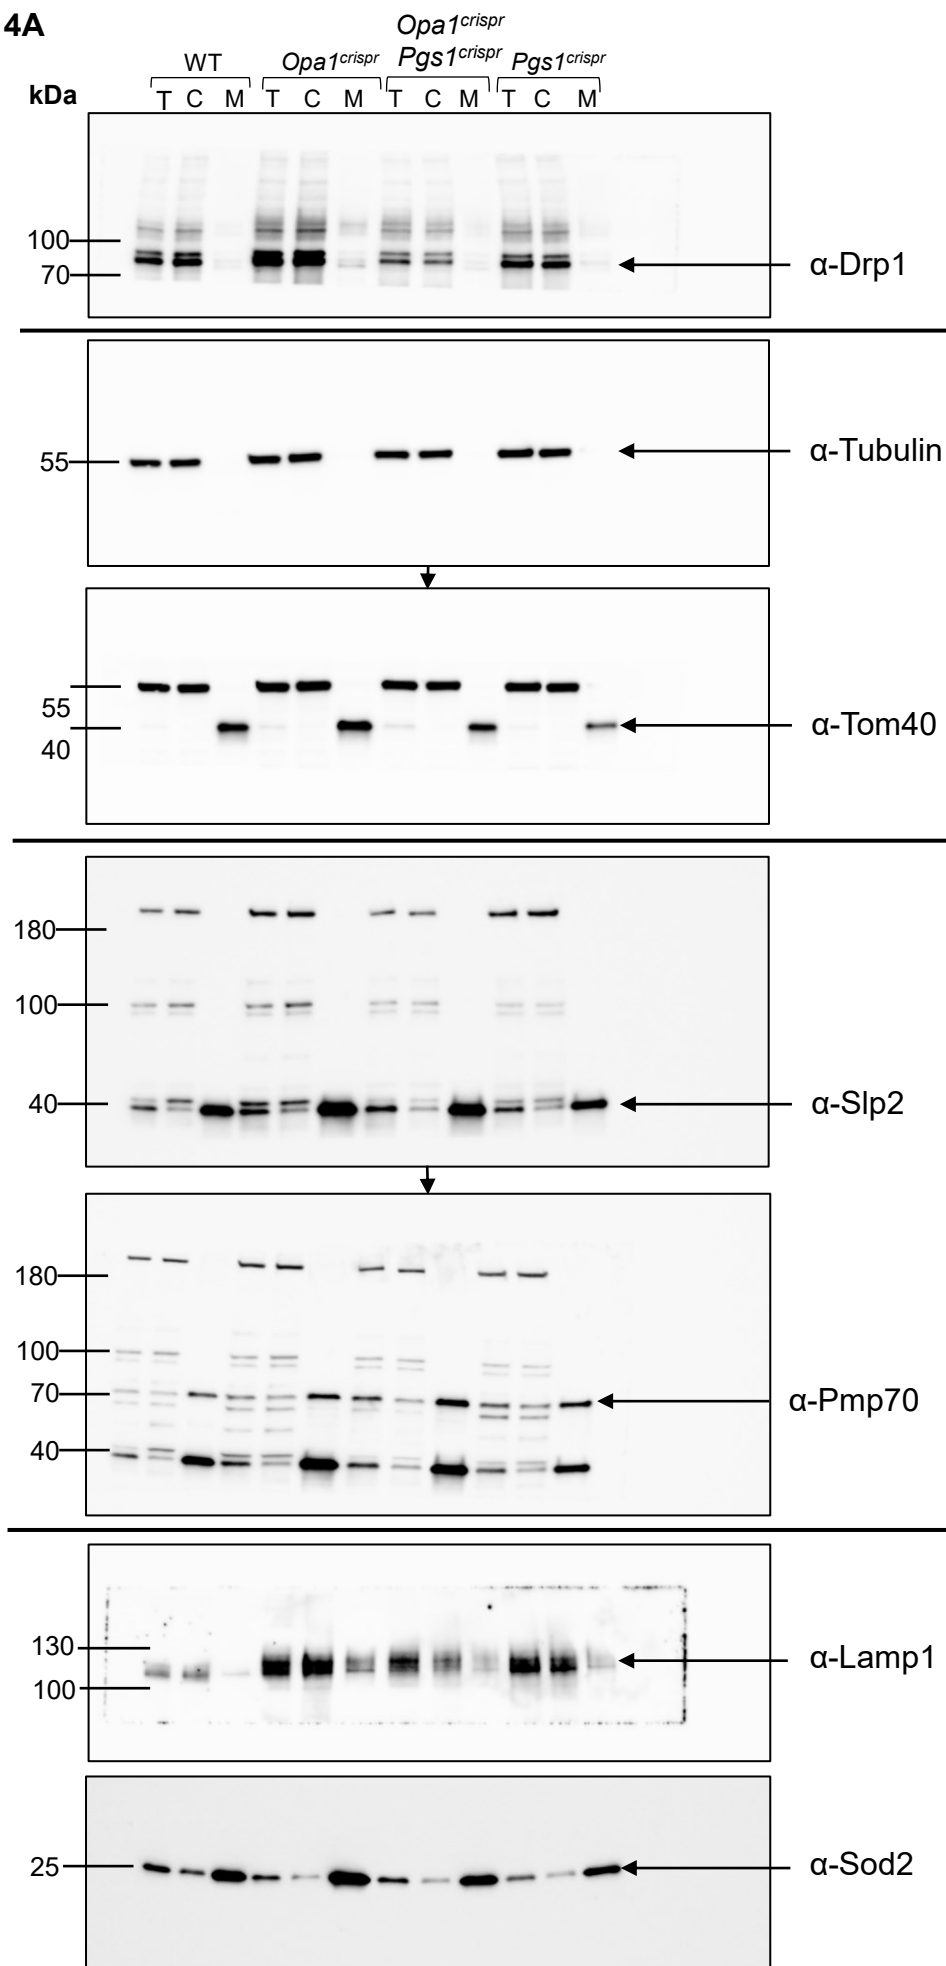 4A
Opa1crispr
WT Opa1crispr Pgs1crispr Pgs1crispr
kDa T C M T C M T C M T C M
100
70
α-Drp1
55
α-Tubulin
55
40
α-Tom40
180
100
40
α-Slp2
180
100
70
40
α-Pmp70
130
100
α-Lamp1
25
α-Sod2